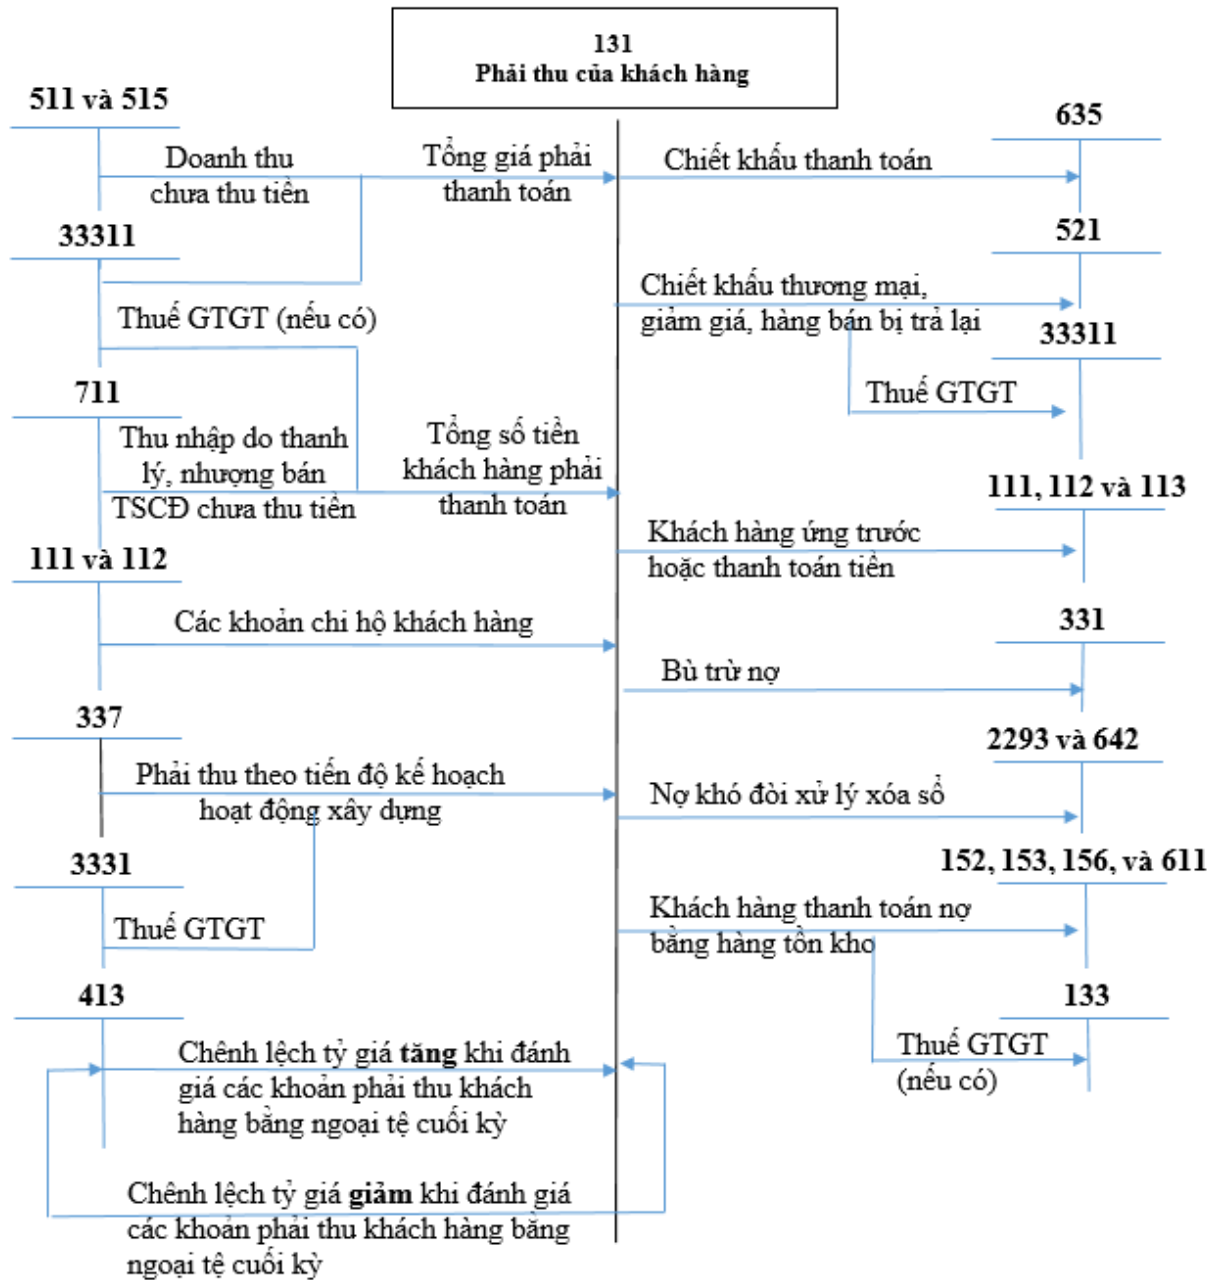 131
Phải thu của khách hàng
511 và 515
Doanh thu
chưa thu tiền
Tổng giá phải
thanh toán
33311
Thuế GTGT (nếu có)
711
Thu nhập do thanh
lý, nhượng bán
TSCĐ chưa thu tiền
Tổng số tiền
khách hàng phải
thanh toán
111 và 112
Các khoản chi hộ khách hàng
337
Phải thu theo tiến độ kế hoạch
hoạt động xây dựng
3331
Thuế GTGT
413
Chênh lệch tỷ giá tăng khi đánh
giá các khoản phải thu khách
hàng bằng ngoại tệ cuối kỳ
Chênh lệch tỷ giá giảm khi đánh giá
các khoản phải thu khách hàng bằng
ngoại tệ cuối kỳ
635
Chiết khấu thanh toán
521
Chiết khấu thương mại,
giảm giá, hàng bán bị trả lại
33311
Thuế GTGT
111, 112 và 113
Khách hàng ứng trước
hoặc thanh toán tiền
331
Bù trừ nợ
2293 và 642
Nợ khó đòi xử lý xóa sổ
152, 153, 156, và 611
Khách hàng thanh toán nợ
bằng hàng tồn kho
133
Thuế GTGT
(nếu có)